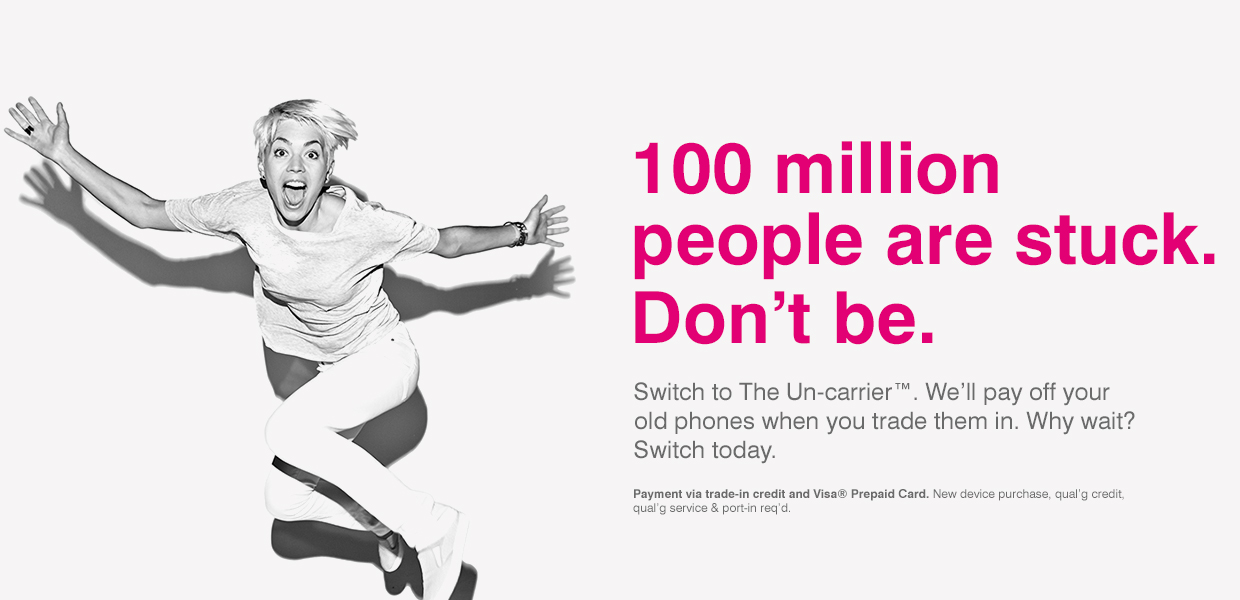 100 million
people are stuck.
Don’t be.
Switch to The Un-carrier™. We’ll pay off your
old phones when you trade them in. Why wait?
Switch today.
Payment via trade-in credit and Visa® Prepaid Card. New device purchase, qual’g credit,
qual’g service & port-in req’d.